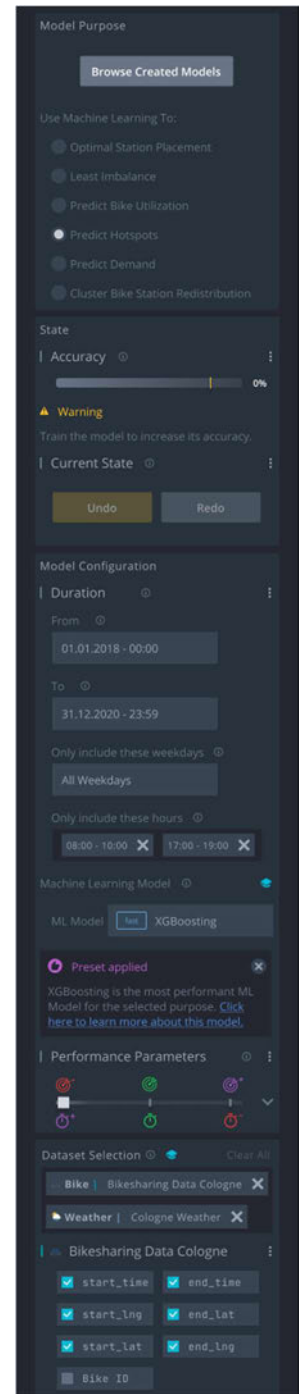 Model Purpose
Browse Created Models
Use Machine Learning To:
Optimal Station Placement
Least Imbalance
Predict Bike Utilization
Predict Hotspots
Predict Demand
Cluster Bike Station Redistribution
State
Accuracy
0%
Warning
Train the model to increase its accuracy.
Current State
Undo Redo
Model Configuration
Duration
From
01.01.2018 - 00:00
To
31.12.2020 - 23:59
Only include these weekdays
All Weekdays
Only include these hours
08:00 - 10:00 17:00 - 19:00
Machine Learning Model
ML Model fast XGBoosting
Preset applied
XGBoosting is the most performant ML
Model for the selected purpose. Click
here to learn more about this model.
Performance Parameters
Dataset Selection Clear All
Bike | Bikesharing Data Cologne
Weather | Cologne Weather
Bikesharing Data Cologne
start_time end_time
start_lng end_lat
start_lat end_lng
Bike ID